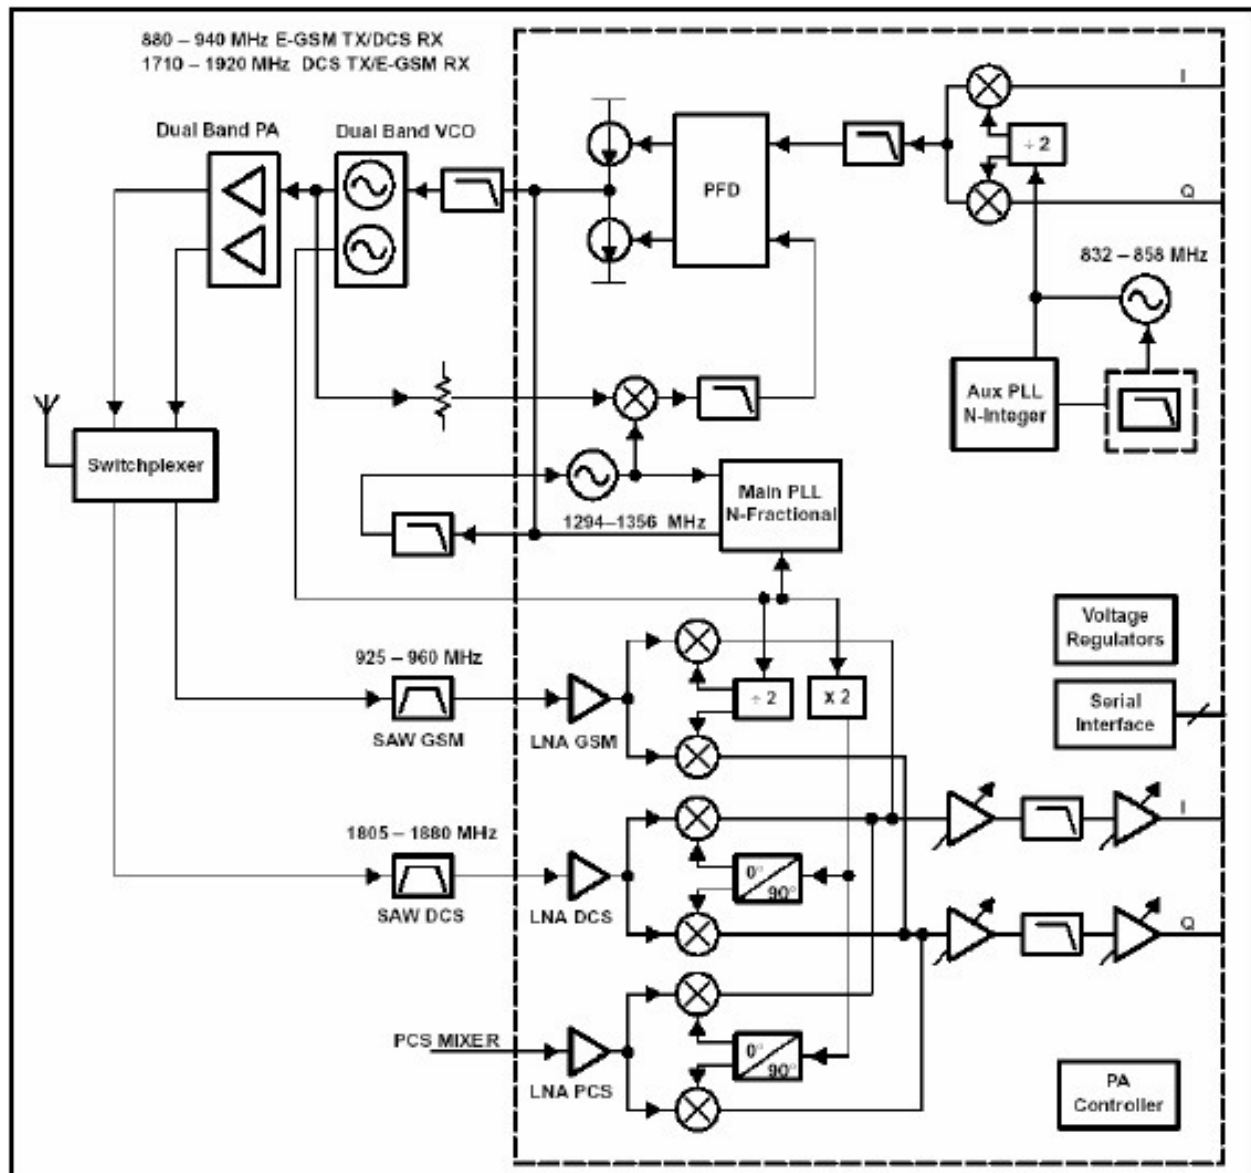 880 – 940 MHz E-GSM TX/DCS RX
1710 – 1920 MHz DCS TX/E-GSM RX
Dual Band PA
Dual Band VCO
PFD
÷ 2
I
Q
832 – 858 MHz
Aux PLL
N-Integer
Switchplexer
Main PLL
N-Fractional
1294–1356 MHz
Voltage
Regulators
Serial
Interface
925 – 960 MHz
SAW GSM
LNA GSM
÷ 2
X 2
1805 – 1880 MHz
SAW DCS
LNA DCS
0°
90°
I
Q
PCS MIXER
LNA PCS
0°
90°
PA
Controller